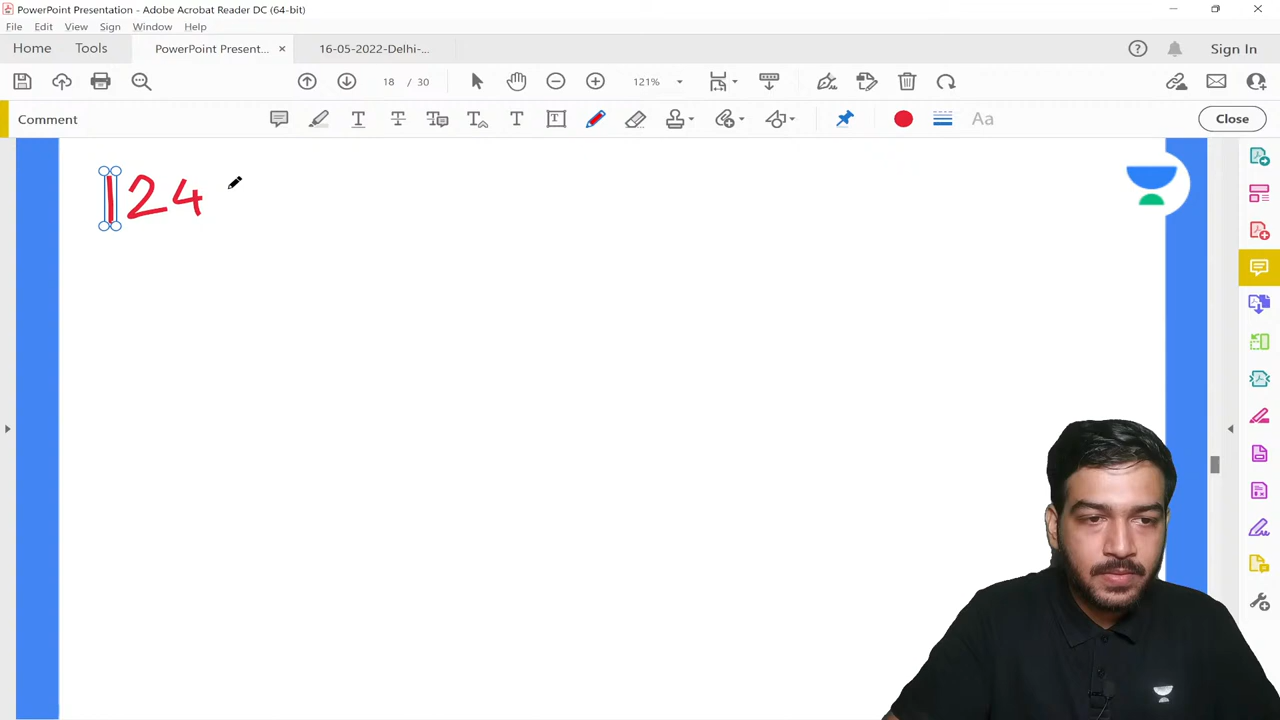 PowerPoint Presentation - Adobe Acrobat Reader DC (64-bit)
File Edit View Sign Window Help
Home Tools PowerPoint Present... × 16-05-2022-Delhi-... Sign In
18 / 30 121%
Comment Aa Close
124